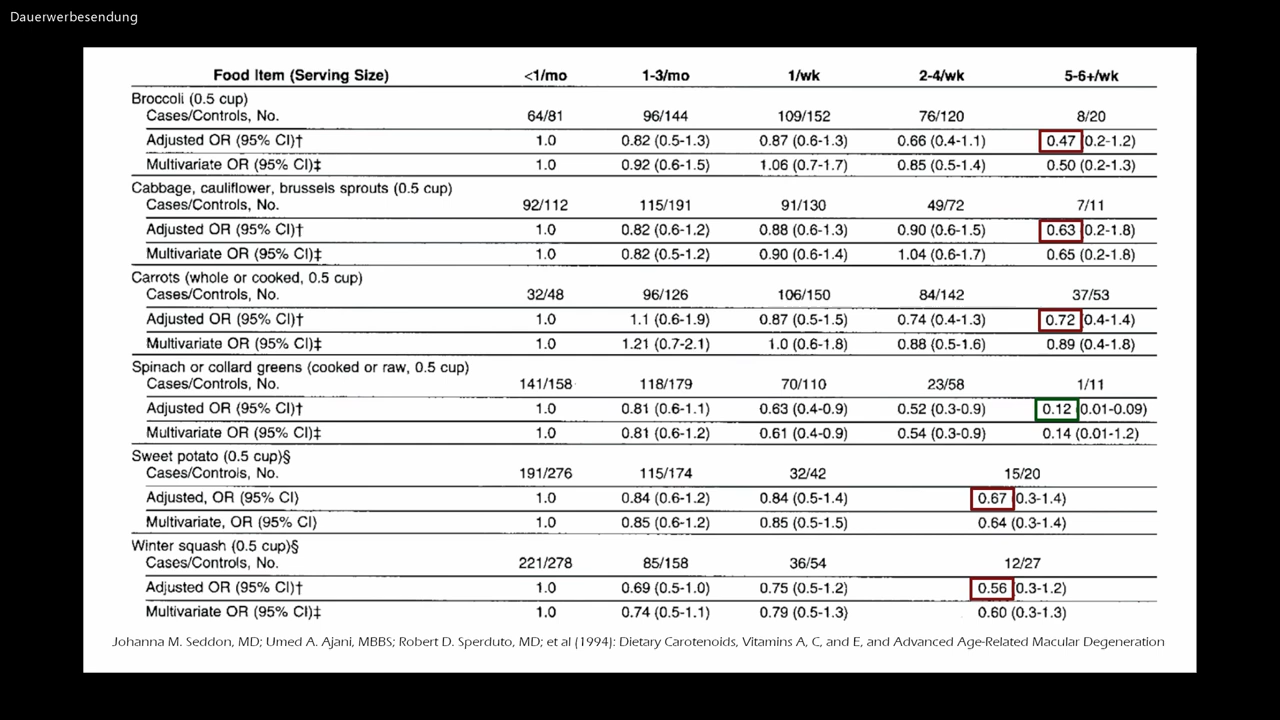 Dauerwerbesendung
Food Item (Serving Size) <1/mo 1-3/mo 1/wk 2-4/wk 5-6+/wk
Broccoli (0.5 cup)
Cases/Controls, No. 64/81 96/144 109/152 76/120 8/20
Adjusted OR (95% CI)† 1.0 0.82 (0.5-1.3) 0.87 (0.6-1.3) 0.66 (0.4-1.1) 0.47 (0.2-1.2)
Multivariate OR (95% CI)‡ 1.0 0.92 (0.6-1.5) 1.06 (0.7-1.7) 0.85 (0.5-1.4) 0.50 (0.2-1.3)
Cabbage, cauliflower, brussels sprouts (0.5 cup)
Cases/Controls, No. 92/112 115/191 91/130 49/72 7/11
Adjusted OR (95% CI)† 1.0 0.82 (0.6-1.2) 0.88 (0.6-1.3) 0.90 (0.6-1.5) 0.63 (0.2-1.8)
Multivariate OR (95% CI)‡ 1.0 0.82 (0.5-1.2) 0.90 (0.6-1.4) 1.04 (0.6-1.7) 0.65 (0.2-1.8)
Carrots (whole or cooked, 0.5 cup)
Cases/Controls, No. 32/48 96/126 106/150 84/142 37/53
Adjusted OR (95% CI)† 1.0 1.1 (0.6-1.9) 0.87 (0.5-1.5) 0.74 (0.4-1.3) 0.72 (0.4-1.4)
Multivariate OR (95% CI)‡ 1.0 1.21 (0.7-2.1) 1.0 (0.6-1.8) 0.88 (0.5-1.6) 0.89 (0.4-1.8)
Spinach or collard greens (cooked or raw, 0.5 cup)
Cases/Controls, No. 141/158 118/179 70/110 23/58 1/11
Adjusted OR (95% CI)† 1.0 0.81 (0.6-1.1) 0.63 (0.4-0.9) 0.52 (0.3-0.9) 0.12 (0.01-0.09)
Multivariate OR (95% CI)‡ 1.0 0.81 (0.6-1.2) 0.61 (0.4-0.9) 0.54 (0.3-0.9) 0.14 (0.01-1.2)
Sweet potato (0.5 cup)§
Cases/Controls, No. 191/276 115/174 32/42 15/20
Adjusted, OR (95% CI) 1.0 0.84 (0.6-1.2) 0.84 (0.5-1.4) 0.67 (0.3-1.4)
Multivariate, OR (95% CI) 1.0 0.85 (0.6-1.2) 0.85 (0.5-1.5) 0.64 (0.3-1.4)
Winter squash (0.5 cup)§
Cases/Controls, No. 221/278 85/158 36/54 12/27
Adjusted OR (95% CI)† 1.0 0.69 (0.5-1.0) 0.75 (0.5-1.2) 0.56 (0.3-1.2)
Multivariate OR (95% CI)‡ 1.0 0.74 (0.5-1.1) 0.79 (0.5-1.3) 0.60 (0.3-1.3)
Johanna M. Seddon, MD; Umed A. Ajani, MBBS; Robert D. Sperduto, MD; et al (1994): Dietary Carotenoids, Vitamins A, C, and E, and Advanced Age-Related Macular Degeneration